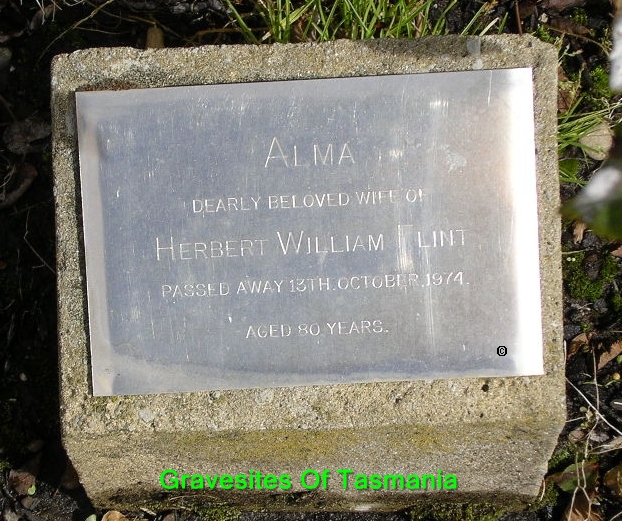 ALMA
DEARLY BELOVED WIFE OF
HERBERT WILLIAM FLINT
PASSED AWAY 13TH. OCTOBER, 1974.
AGED 80 YEARS.
©
Gravesites Of Tasmania